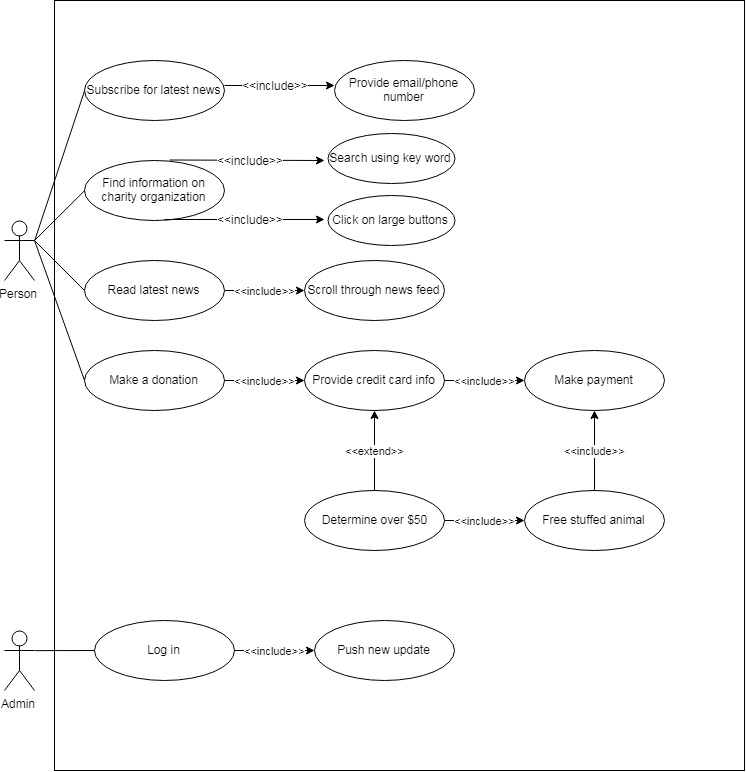 Subscribe for latest news
<<include>>
Provide email/phone
number
Find information on
charity organization
<<include>>
Search using key word
<<include>>
Click on large buttons
Person
Read latest news
<<include>>
Scroll through news feed
Make a donation
<<include>>
Provide credit card info
<<include>>
Make payment
<<extend>>
<<include>>
Determine over $50
<<include>>
Free stuffed animal
Admin
Log in
<<include>>
Push new update